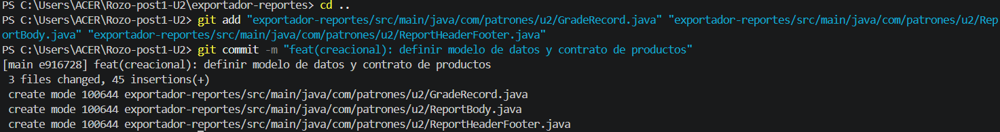 PS C:\Users\ACER\Rozo-post1-U2\exportador-reportes> cd ..
PS C:\Users\ACER\Rozo-post1-U2> git add "exportador-reportes/src/main/java/com/patrones/u2/GradeRecord.java" "exportador-reportes/src/main/java/com/patrones/u2/Rep
ortBody.java" "exportador-reportes/src/main/java/com/patrones/u2/ReportHeaderFooter.java"
PS C:\Users\ACER\Rozo-post1-U2> git commit -m "feat(creacional): definir modelo de datos y contrato de productos"
[main e916728] feat(creacional): definir modelo de datos y contrato de productos
 3 files changed, 45 insertions(+)
 create mode 100644 exportador-reportes/src/main/java/com/patrones/u2/GradeRecord.java
 create mode 100644 exportador-reportes/src/main/java/com/patrones/u2/ReportBody.java
 create mode 100644 exportador-reportes/src/main/java/com/patrones/u2/ReportHeaderFooter.java